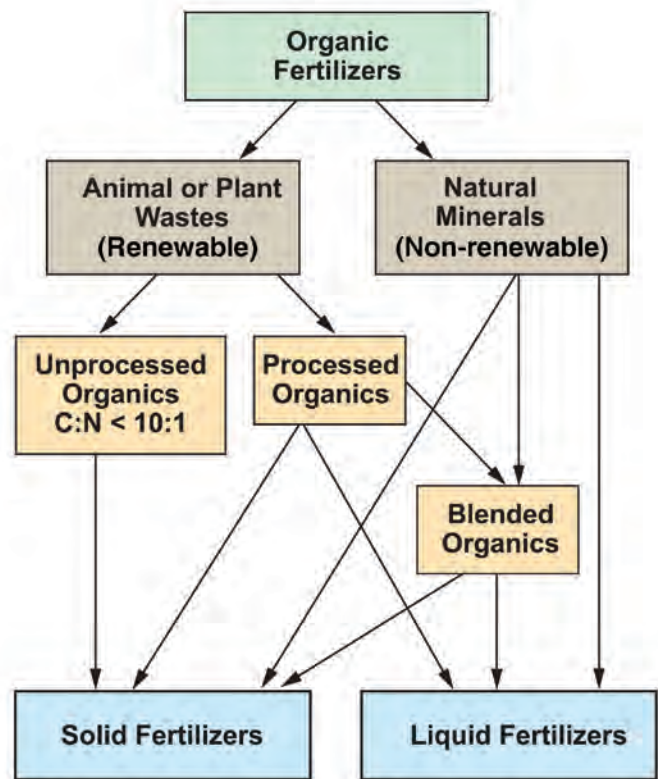 Organic
Fertilizers
Animal or Plant
Wastes
(Renewable)
Natural
Minerals
(Non-renewable)
Unprocessed
Organics
C:N < 10:1
Processed
Organics
Blended
Organics
Solid Fertilizers
Liquid Fertilizers